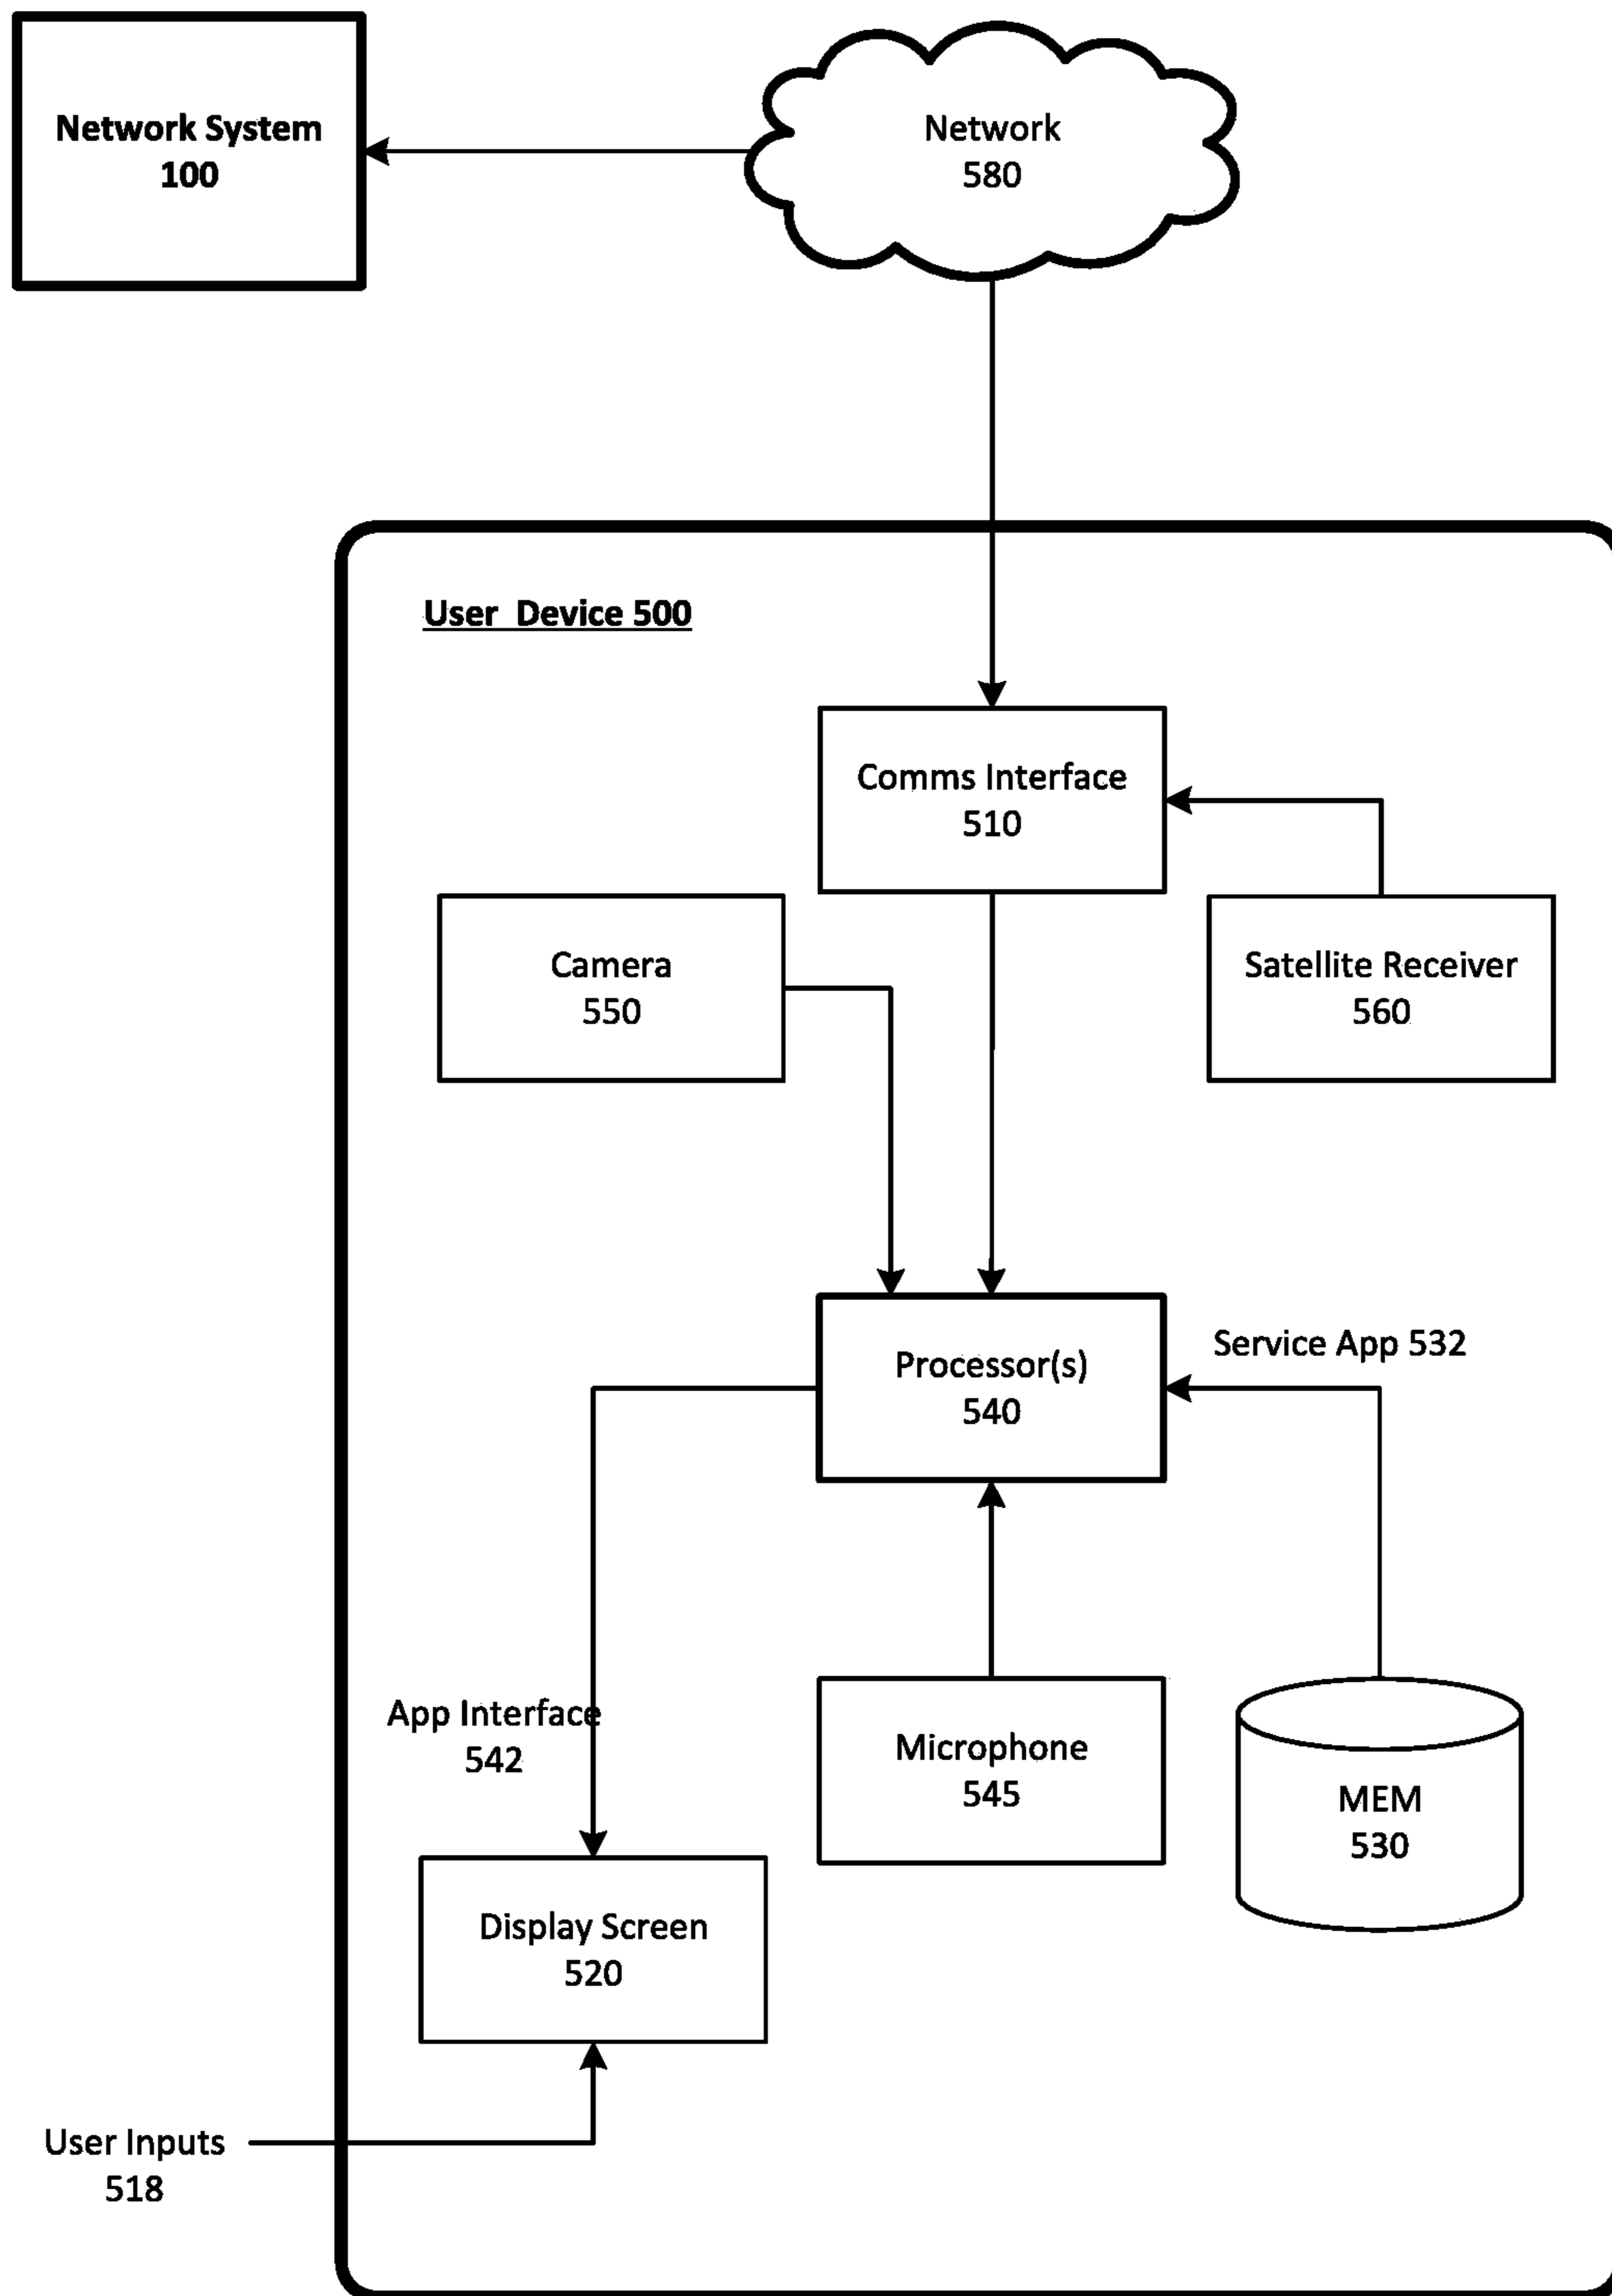 Network System
100
Network
580
User Device 500
Comms Interface
510
Camera
550
Satellite Receiver
560
Processor(s)
540
Service App 532
App Interface
542
Microphone
545
MEM
530
Display Screen
520
User Inputs
518